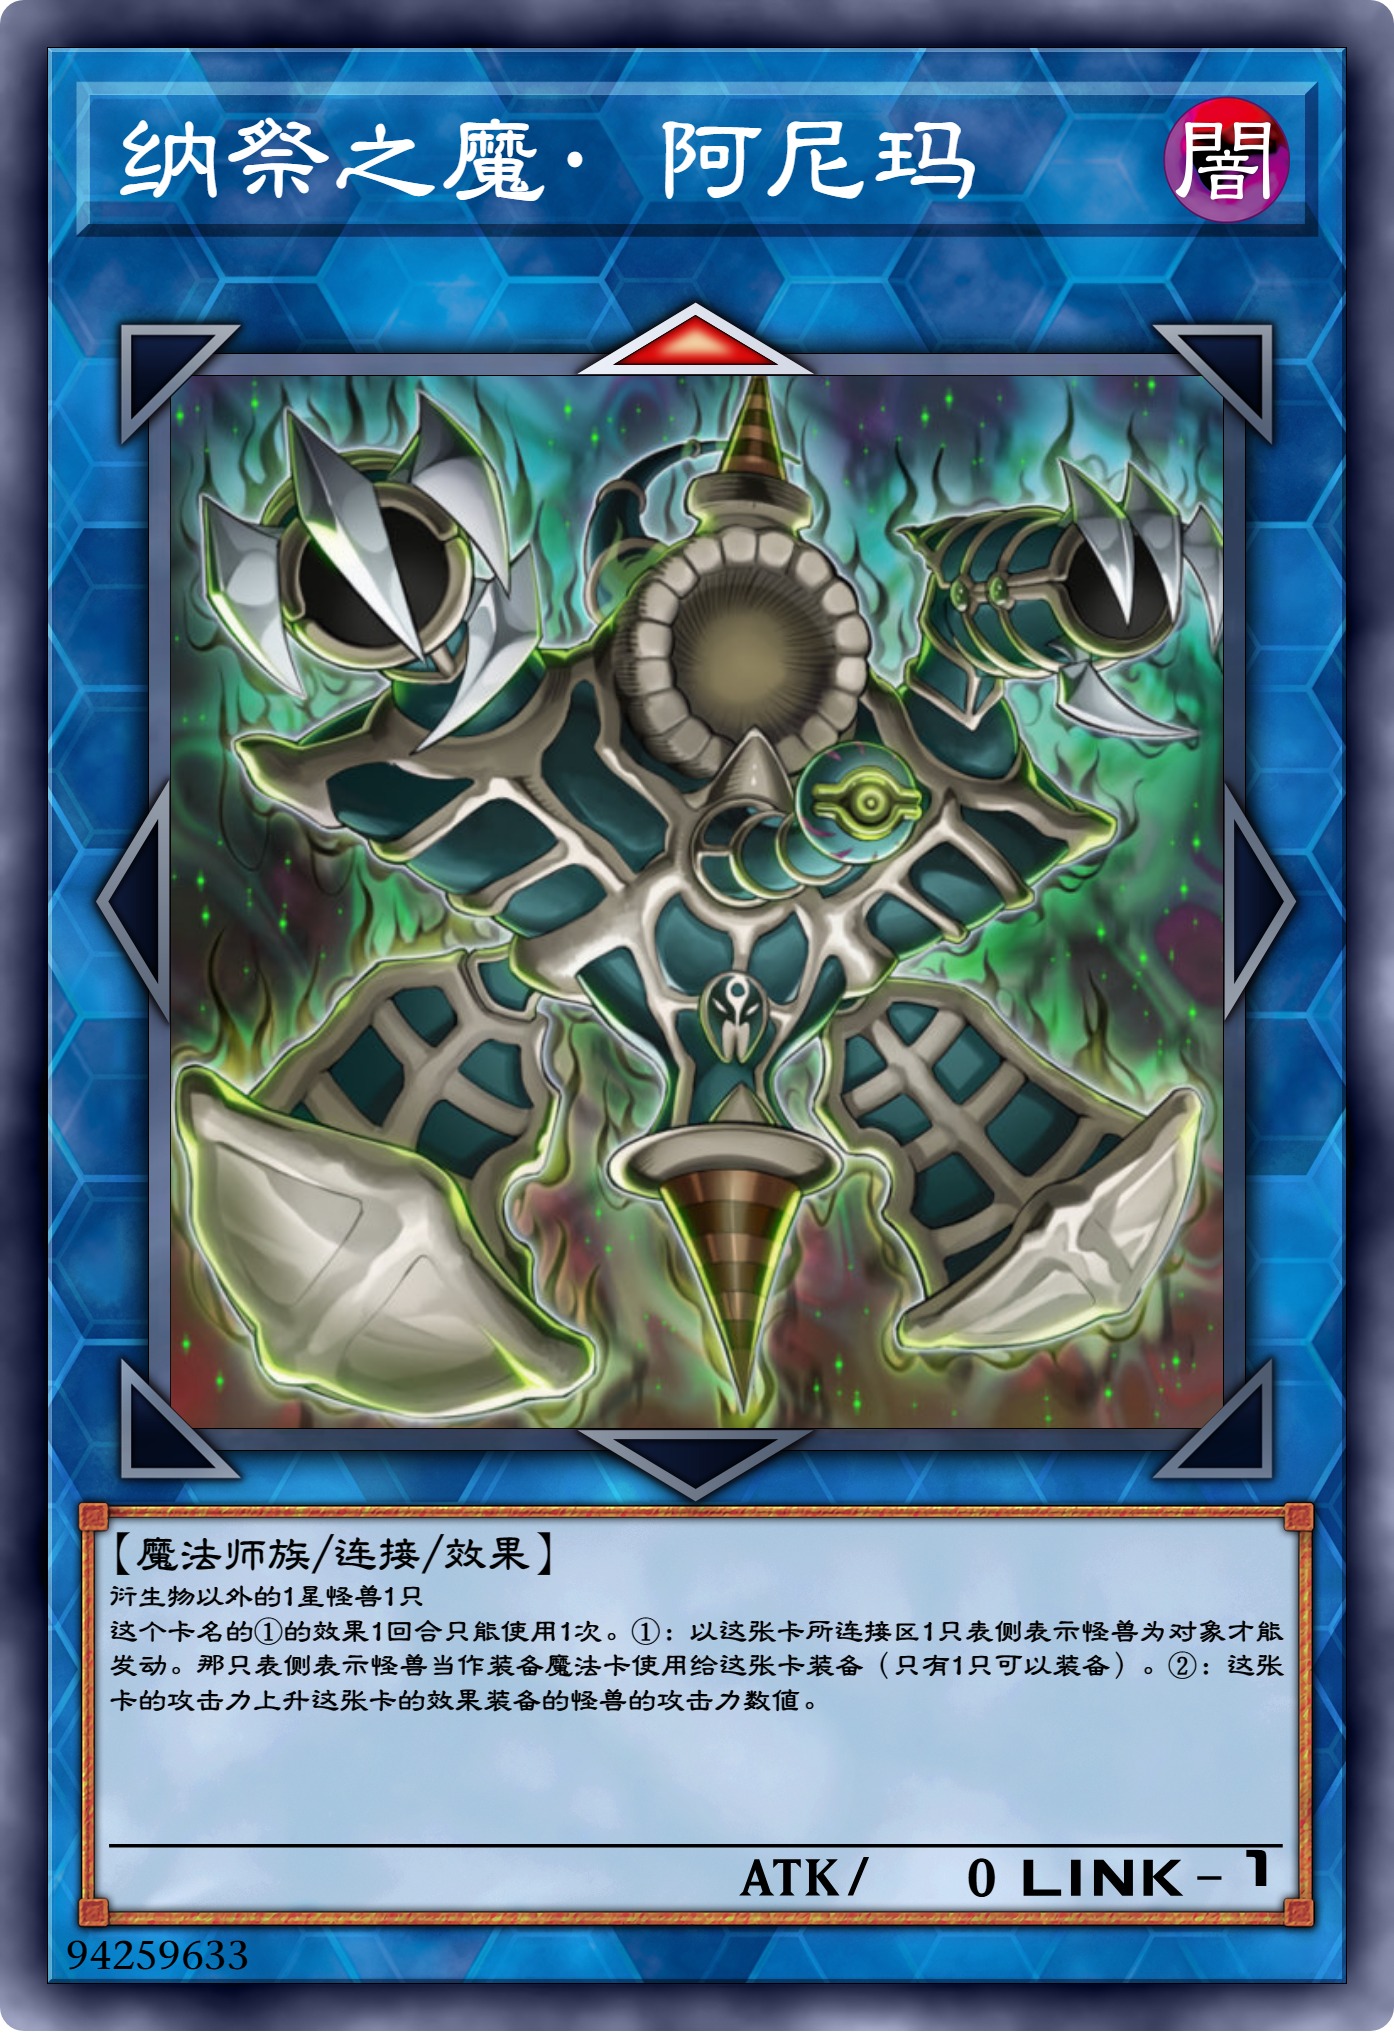 纳祭之魔·阿尼玛
闇
【魔法师族/连接/效果】
衍生物以外的1星怪兽1只
这个卡名的①的效果1回合只能使用1次。①：以这张卡所连接区1只表侧表示怪兽为对象才能
发动。那只表侧表示怪兽当作装备魔法卡使用给这张卡装备（只有1只可以装备）。②：这张
卡的攻击力上升这张卡的效果装备的怪兽的攻击力数值。
ATK/ 0 LINK-1
94259633